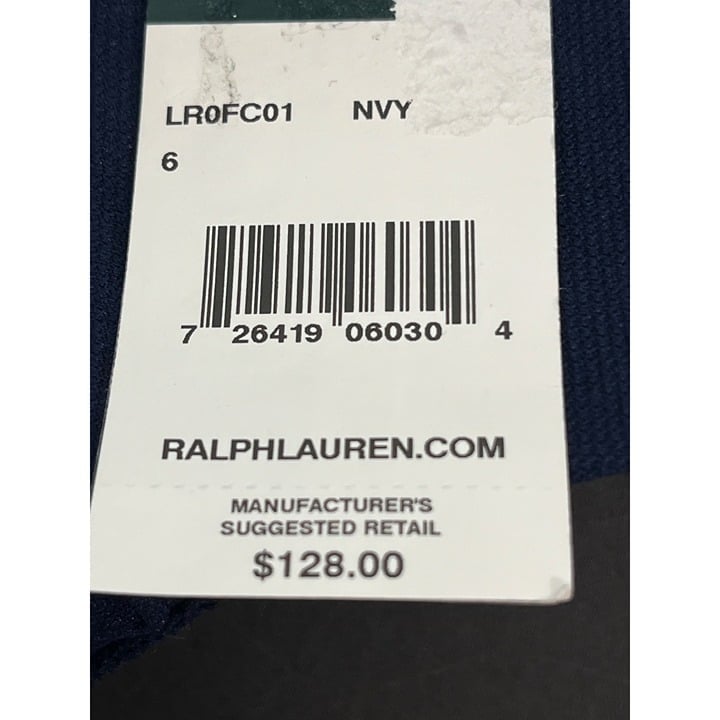 LR0FC01 NVY
6
7 26419 06030 4
RALPHLAUREN.COM
MANUFACTURER'S
SUGGESTED RETAIL
$128.00